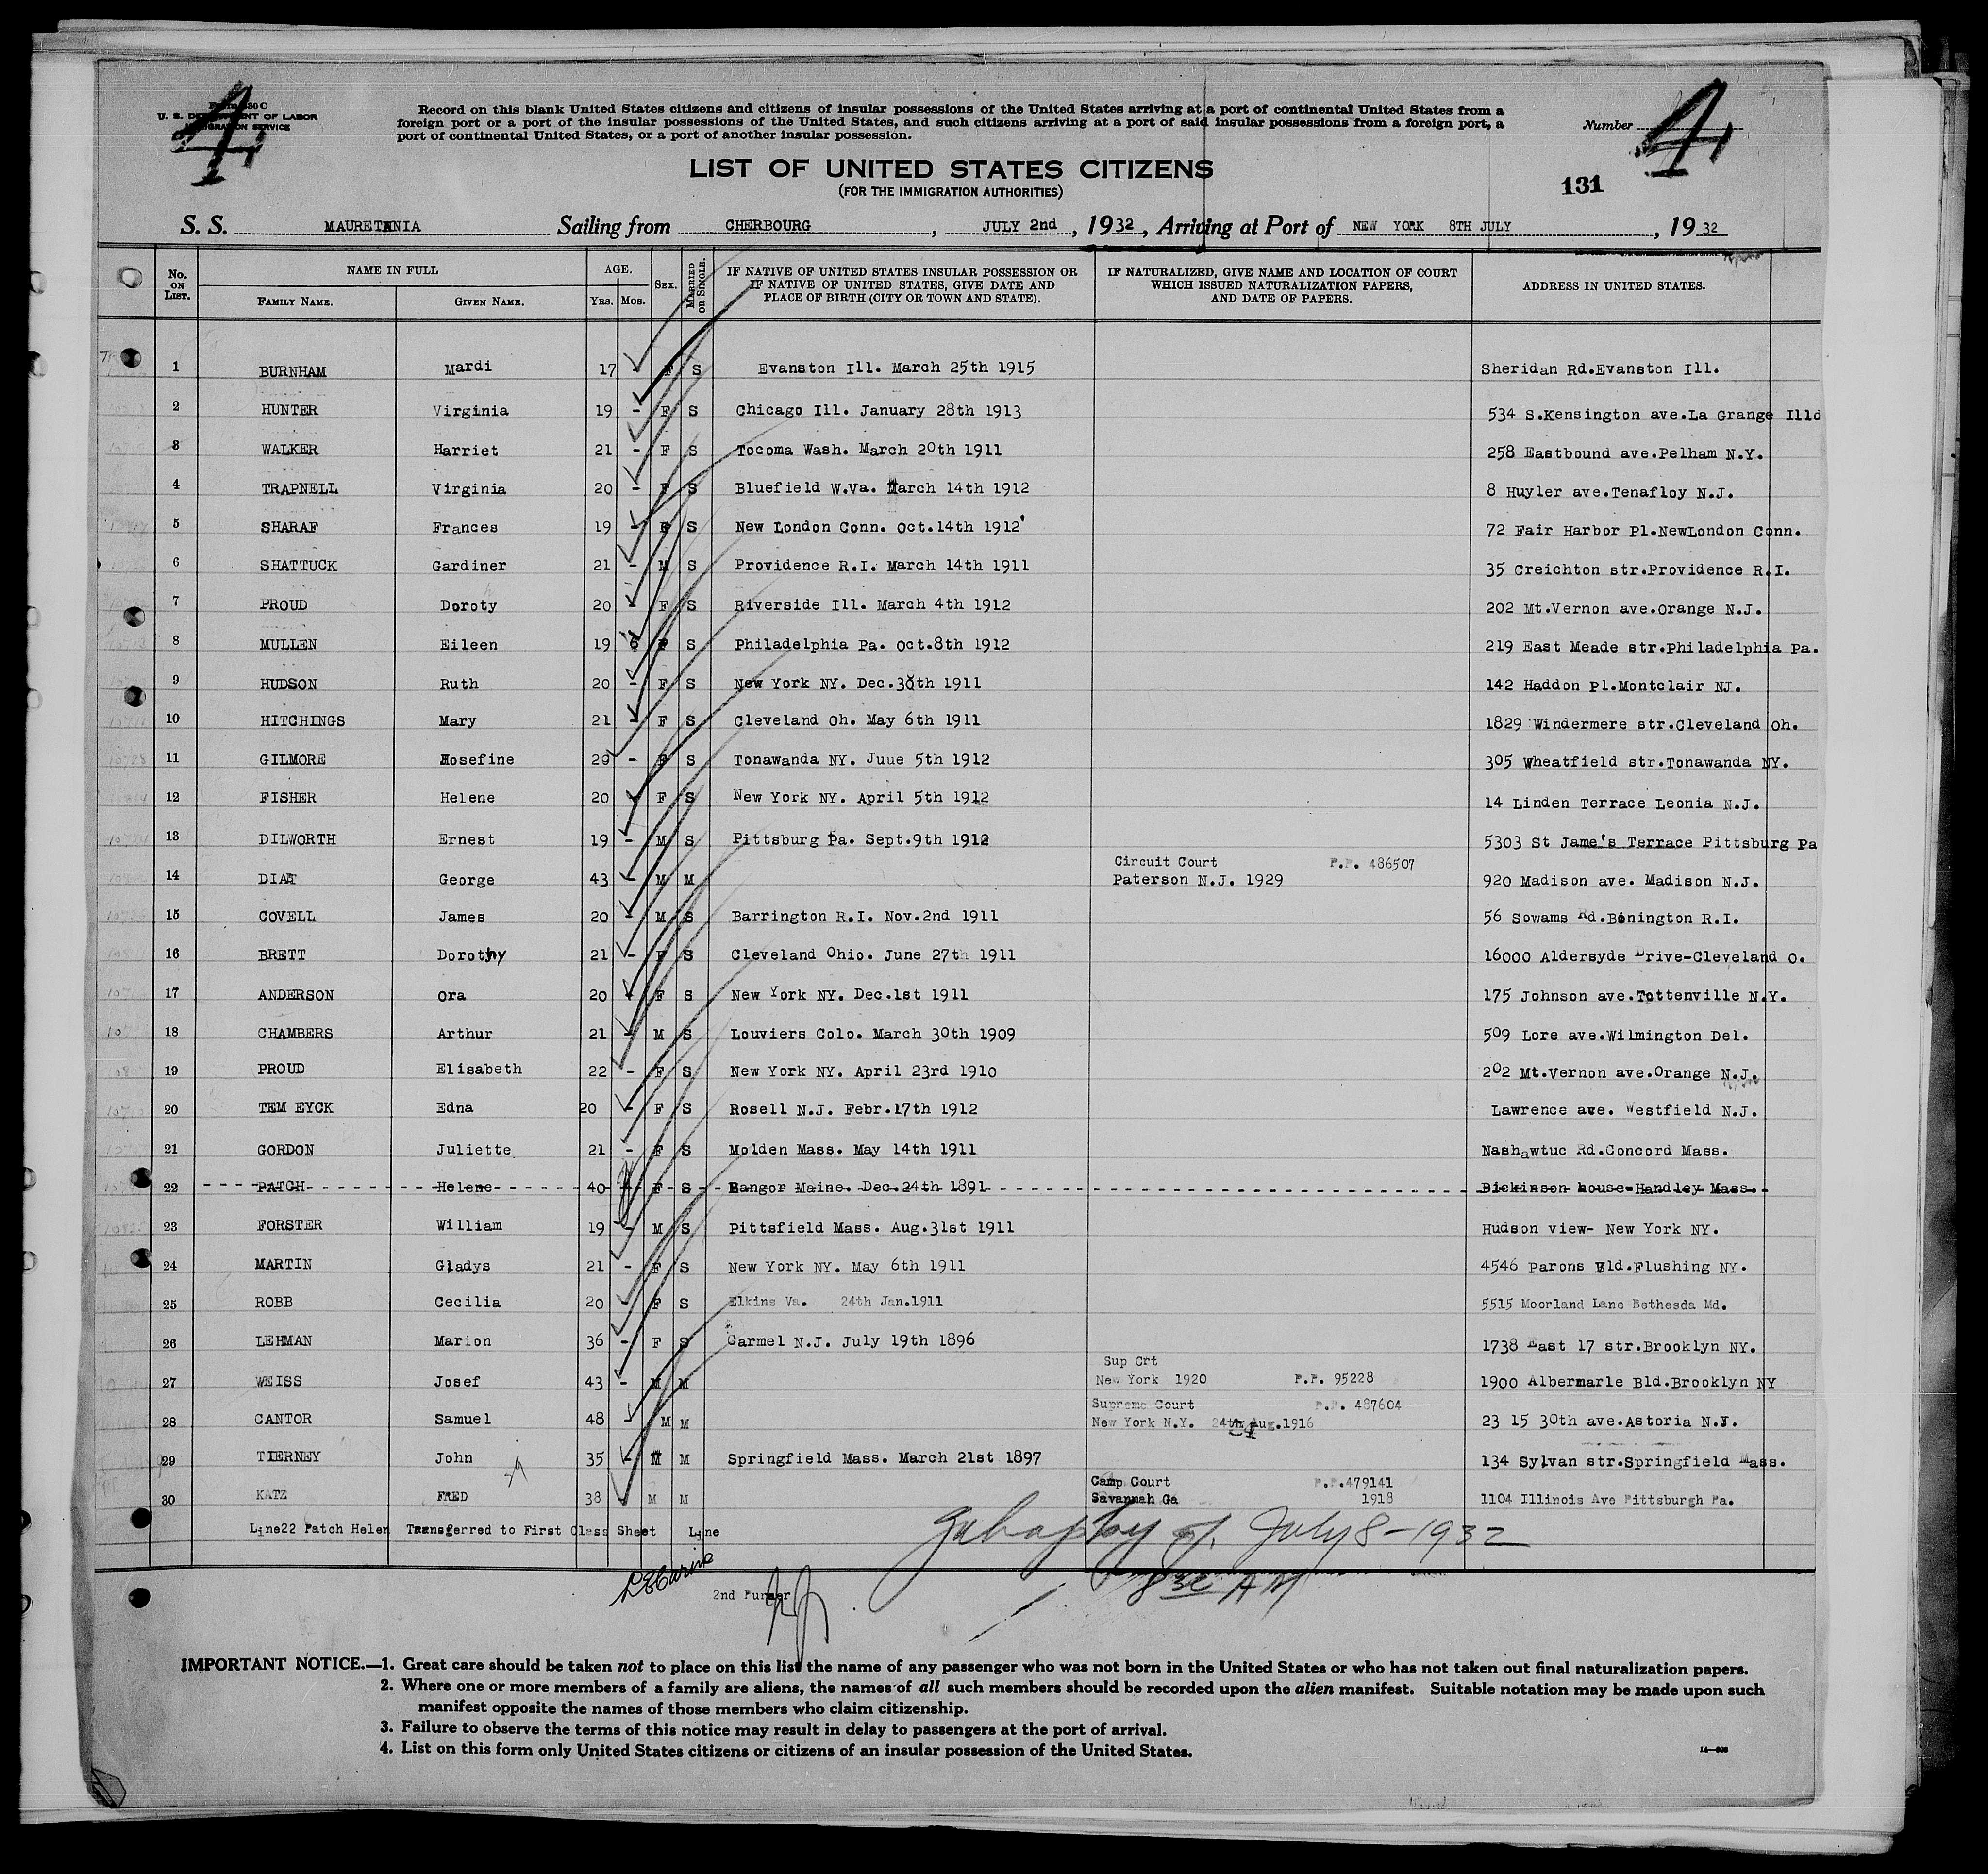 Form 630 C
U. S. DEPARTMENT OF LABOR
IMMIGRATION SERVICE
4
Record on this blank United States citizens and citizens of insular possessions of the United States arriving at a port of continental United States from a
foreign port or a port of the insular possessions of the United States, and such citizens arriving at a port of said insular possessions from a foreign port, a
port of continental United States, or a port of another insular possession.
Number 4
LIST OF UNITED STATES CITIZENS
(FOR THE IMMIGRATION AUTHORITIES)
131
S. S. MAURETANIA Sailing from CHERBOURG, JULY 2nd, 1932, Arriving at Port of NEW YORK 8TH JULY, 1932
No. ON LIST. NAME IN FULL FAMILY NAME. GIVEN NAME. AGE. YRS. MOS. SEX. MARRIED OR SINGLE. IF NATIVE OF UNITED STATES INSULAR POSSESSION OR IF NATIVE OF UNITED STATES, GIVE DATE AND PLACE OF BIRTH (CITY OR TOWN AND STATE). IF NATURALIZED, GIVE NAME AND LOCATION OF COURT WHICH ISSUED NATURALIZATION PAPERS, AND DATE OF PAPERS. ADDRESS IN UNITED STATES.
1 BURNHAM Mardi 17 - F S Evanston Ill. March 25th 1915 Sheridan Rd.Evanston Ill.
2 HUNTER Virginia 19 - F S Chicago Ill. January 28th 1913 534 S.Kensington ave.La Grange Ill
3 WALKER Harriet 21 - F S Tocoma Wash. March 20th 1911 258 Eastbound ave.Pelham N.Y.
4 TRAPNELL Virginia 20 - F S Bluefield W.Va. March 14th 1912 8 Huyler ave.Tenafloy N.J.
5 SHARAF Frances 19 - F S New London Conn. Oct.14th 1912 72 Fair Harbor Pl.NewLondon Conn.
6 SHATTUCK Gardiner 21 - M S Providence R.I. March 14th 1911 35 Creichton str.Providence R.I.
7 PROUD Doroty 20 - F S Riverside Ill. March 4th 1912 202 Mt.Vernon ave.Orange N.J.
8 MULLEN Eileen 19 F S Philadelphia Pa. Oct.8th 1912 219 East Meade str.Philadelphia Pa.
9 HUDSON Ruth 20 - F S New York NY. Dec.30th 1911 142 Haddon Pl.Montclair NJ.
10 HITCHINGS Mary 21 - F S Cleveland Oh. May 6th 1911 1829 Windermere str.Cleveland Oh.
11 GILMORE Josefine 20 - F S Tonawanda NY. Juue 5th 1912 305 Wheatfield str.Tonawanda NY.
12 FISHER Helene 20 - F S New York NY. April 5th 1912 14 Linden Terrace Leonia N.J.
13 DILWORTH Ernest 19 - M S Pittsburg Pa. Sept.9th 1912 5303 St Jame's Terrace Pittsburg Pa
14 DIAT George 43 - M M Circuit Court P.P. 486507 Paterson N.J. 1929 920 Madison ave. Madison N.J.
15 COVELL James 20 - M S Barrington R.I. Nov.2nd 1911 56 Sowams Rd.Bonington R.I.
16 BRETT Dorothy 21 - F S Cleveland Ohio. June 27th 1911 16000 Aldersyde Drive-Cleveland O.
17 ANDERSON Ora 20 - F S New York NY. Dec.1st 1911 175 Johnson ave.Tottenville N.Y.
18 CHAMBERS Arthur 21 - M S Louviers Colo. March 30th 1909 509 Lore ave.Wilmington Del.
19 PROUD Elisabeth 22 - F S New York NY. April 23rd 1910 202 Mt.Vernon ave.Orange N.J.
20 TEM EYCK Edna 20 - F S Rosell N.J. Febr.17th 1912 Lawrence ave. Westfield N.J.
21 GORDON Juliette 21 - F S Molden Mass. May 14th 1911 Nashawtuc Rd.Concord Mass.
22 PATCH Helene 40 - F S Bangor Maine. Dec.24th 1891 Dickinson house-Handley Mass.
23 FORSTER William 19 - M S Pittsfield Mass. Aug.31st 1911 Hudson view- New York NY.
24 MARTIN Gladys 21 - F S New York NY. May 6th 1911 4546 Parons Bld.Flushing NY.
25 ROBB Cecilia 20 - F S Elkins Va. 24th Jan.1911 5515 Moorland Lane Bethesda Md.
26 LEHMAN Marion 36 - F S Carmel N.J. July 19th 1896 1738 East 17 str.Brooklyn NY.
27 WEISS Josef 43 - M M Sup Crt New York 1920 P.P. 95228 1900 Albermarle Bld.Brooklyn NY
28 CANTOR Samuel 48 M M Supreme Court P.P. 487604 New York N.Y. 24th Aug.1916 23 15 30th ave.Astoria N.J.
29 TIERNEY John 35 - M M Springfield Mass. March 21st 1897 134 Sylvan str.Springfield Mass.
30 KATZ FRED 38 - M M Camp Court P.P.479141 Savannah Ga 1918 1104 Illinois Ave Pittsburgh Pa.
Line22 Patch Helen Transferred to First Class Sheet Line
July 8-1932
8 30 AM
2nd Purser
IMPORTANT NOTICE.—1. Great care should be taken not to place on this list the name of any passenger who was not born in the United States or who has not taken out final naturalization papers.
2. Where one or more members of a family are aliens, the names of all such members should be recorded upon the alien manifest. Suitable notation may be made upon such
manifest opposite the names of those members who claim citizenship.
3. Failure to observe the terms of this notice may result in delay to passengers at the port of arrival.
4. List on this form only United States citizens or citizens of an insular possession of the United States.